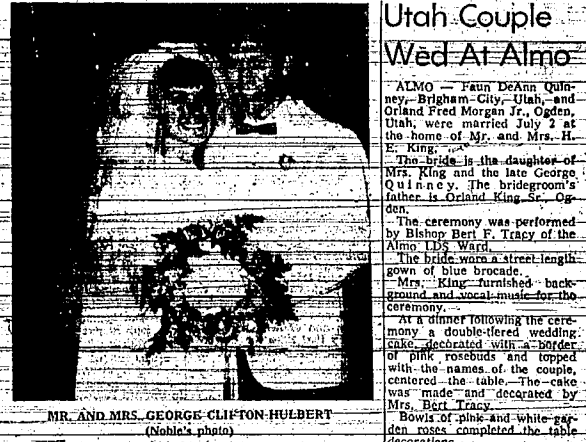 Utah Couple
Wed At Almo
ALMO — Faun DeAnn Quin-
ney, Brigham City, Utah, and
Orland Fred Morgan Jr., Ogden,
Utah, were married July 2 at
the home of Mr. and Mrs. H.
E. King.
The bride is the daughter of
Mrs. King and the late George
Quinney. The bridegroom's
father is Orland King Sr., Og-
den.
The ceremony was performed
by Bishop Bert F. Tracy of the
Almo LDS Ward.
The bride worn a street length
gown of blue brocade.
Mrs. King furnished back-
ground and vocal music for the
ceremony.
At a dinner following the cere-
mony a double-tiered wedding
cake, decorated with a border
of pink rosebuds and topped
with the names of the couple,
centered the table. The cake
was made and decorated by
Mrs. Bert Tracy.
Bowls of pink and white gar-
den roses completed the table
decorations.
MR. AND MRS. GEORGE CLIFTON HULBERT
(Noble's photo)